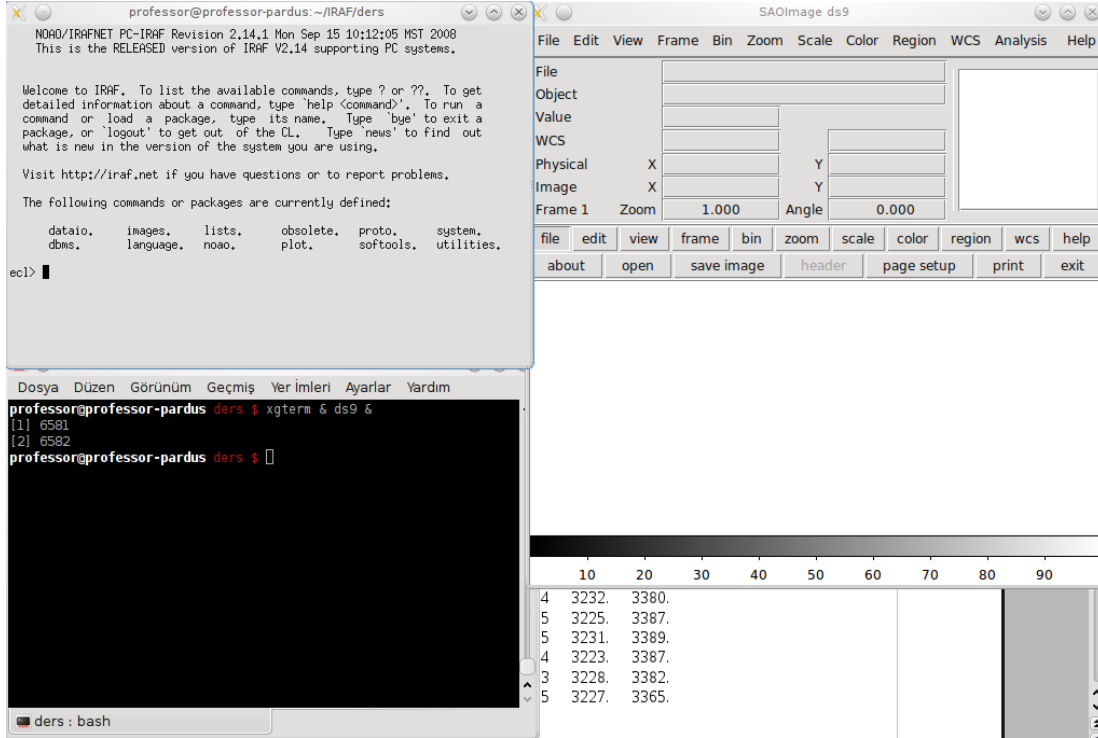 professor@professor-pardus:~/IRAF/ders
NOAO/IRAFNET PC-IRAF Revision 2.14.1 Mon Sep 15 10:12:05 MST 2008
This is the RELEASED version of IRAF V2.14 supporting PC systems.
Welcome to IRAF. To list the available commands, type ? or ??. To get
detailed information about a command, type `help <command>'. To run a
command or load a package, type its name. Type `bye' to exit a
package, or `logout' to get out of the CL. Type `news' to find out
what is new in the version of the system you are using.
Visit http://iraf.net if you have questions or to report problems.
The following commands or packages are currently defined:
dataio. images. lists. obsolete. proto. system.
dbms. language. noao. plot. softools. utilities.
ecl>
Dosya Düzen Görünüm Geçmiş Yer İmleri Ayarlar Yardım
professor@professor-pardus ders $ xgterm & ds9 &
[1] 6581
[2] 6582
professor@professor-pardus ders $
ders : bash
SAOImage ds9
File Edit View Frame Bin Zoom Scale Color Region WCS Analysis Help
File
Object
Value
WCS
Physical X Y
Image X Y
Frame 1 Zoom 1.000 Angle 0.000
file edit view frame bin zoom scale color region wcs help
about open save image header page setup print exit
10 20 30 40 50 60 70 80 90
4 3232. 3380.
5 3225. 3387.
5 3231. 3389.
4 3223. 3387.
3 3228. 3382.
5 3227. 3365.